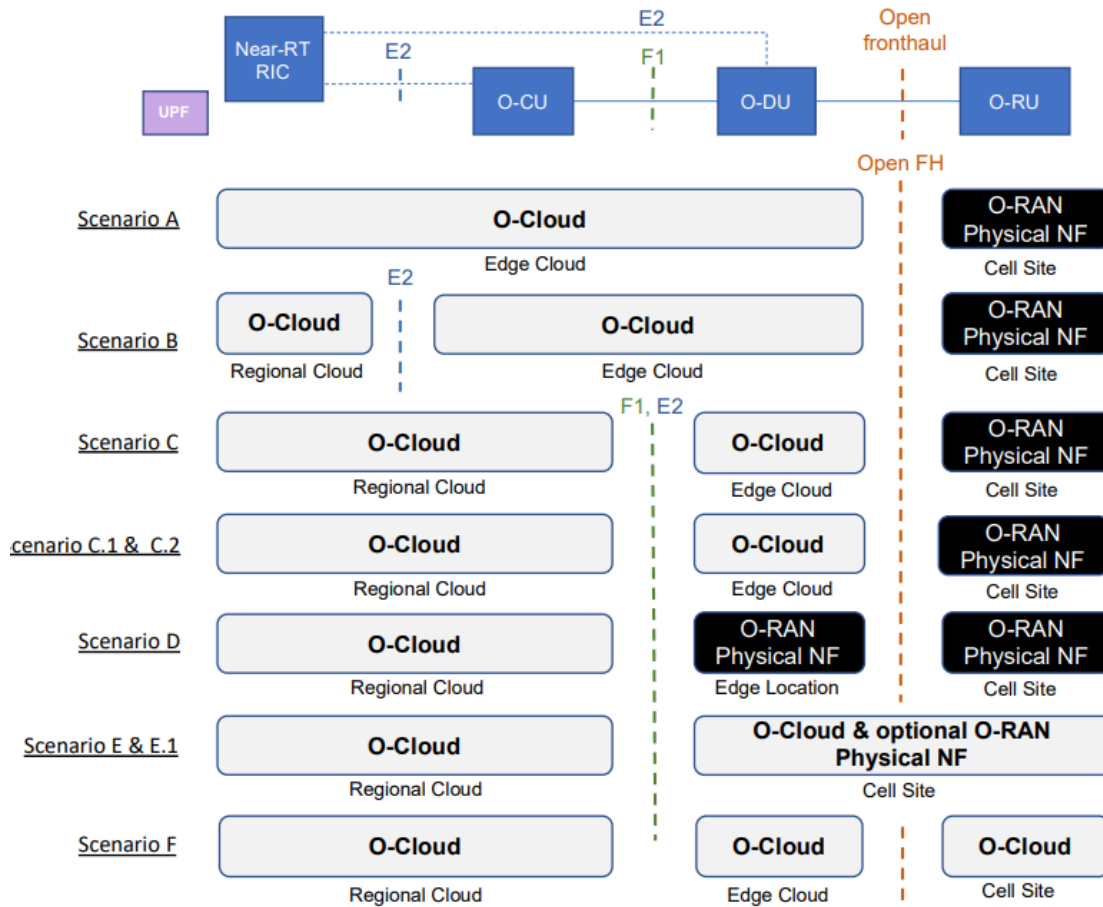 Near-RT
RIC
E2
E2
F1
Open
fronthaul
UPF
O-CU
O-DU
O-RU
Open FH
Scenario A
O-Cloud
Edge Cloud
O-RAN
Physical NF
Cell Site
E2
Scenario B
O-Cloud
Regional Cloud
O-Cloud
Edge Cloud
O-RAN
Physical NF
Cell Site
F1, E2
Scenario C
O-Cloud
Regional Cloud
O-Cloud
Edge Cloud
O-RAN
Physical NF
Cell Site
cenario C.1 & C.2
O-Cloud
Regional Cloud
O-Cloud
Edge Cloud
O-RAN
Physical NF
Cell Site
Scenario D
O-Cloud
Regional Cloud
O-RAN
Physical NF
Edge Location
O-RAN
Physical NF
Cell Site
Scenario E & E.1
O-Cloud
Regional Cloud
O-Cloud & optional O-RAN
Physical NF
Cell Site
Scenario F
O-Cloud
Regional Cloud
O-Cloud
Edge Cloud
O-Cloud
Cell Site